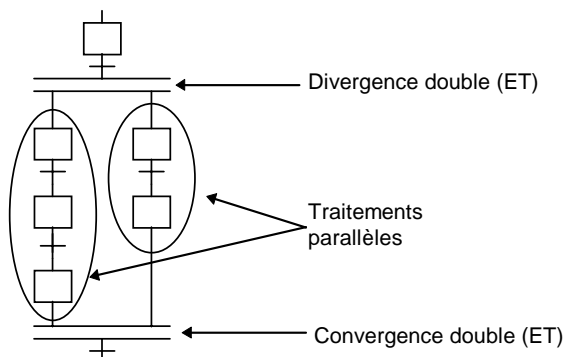 Divergence double (ET)
Traitements
parallèles
Convergence double (ET)